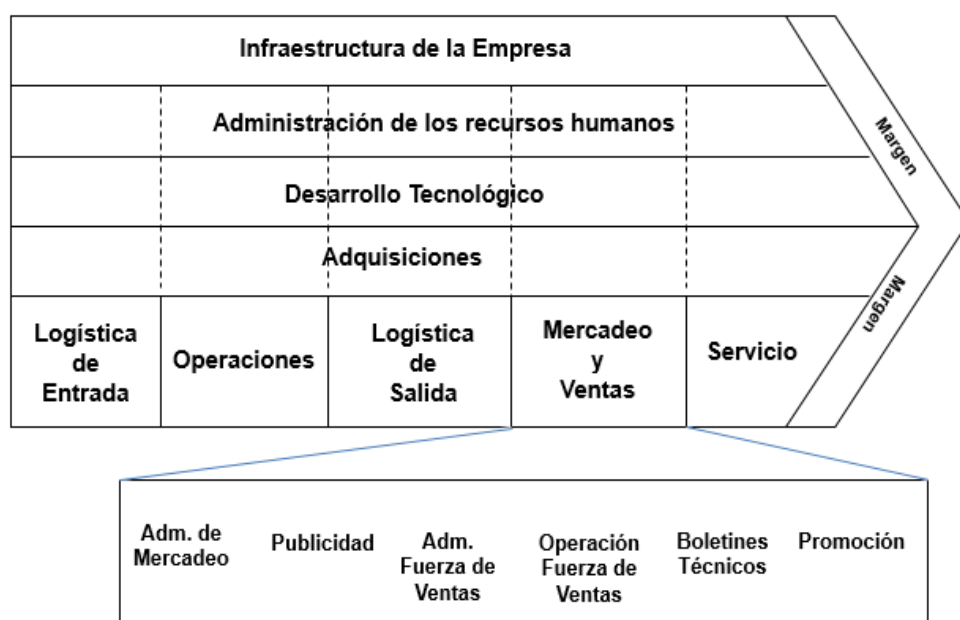 Infraestructura de la Empresa
Administración de los recursos humanos
Desarrollo Tecnológico
Adquisiciones
Margen
Margen
Logística
de
Entrada
Operaciones
Logística
de
Salida
Mercadeo
y
Ventas
Servicio
Adm. de
Mercadeo
Publicidad
Adm.
Fuerza de
Ventas
Operación
Fuerza de
Ventas
Boletines
Técnicos
Promoción